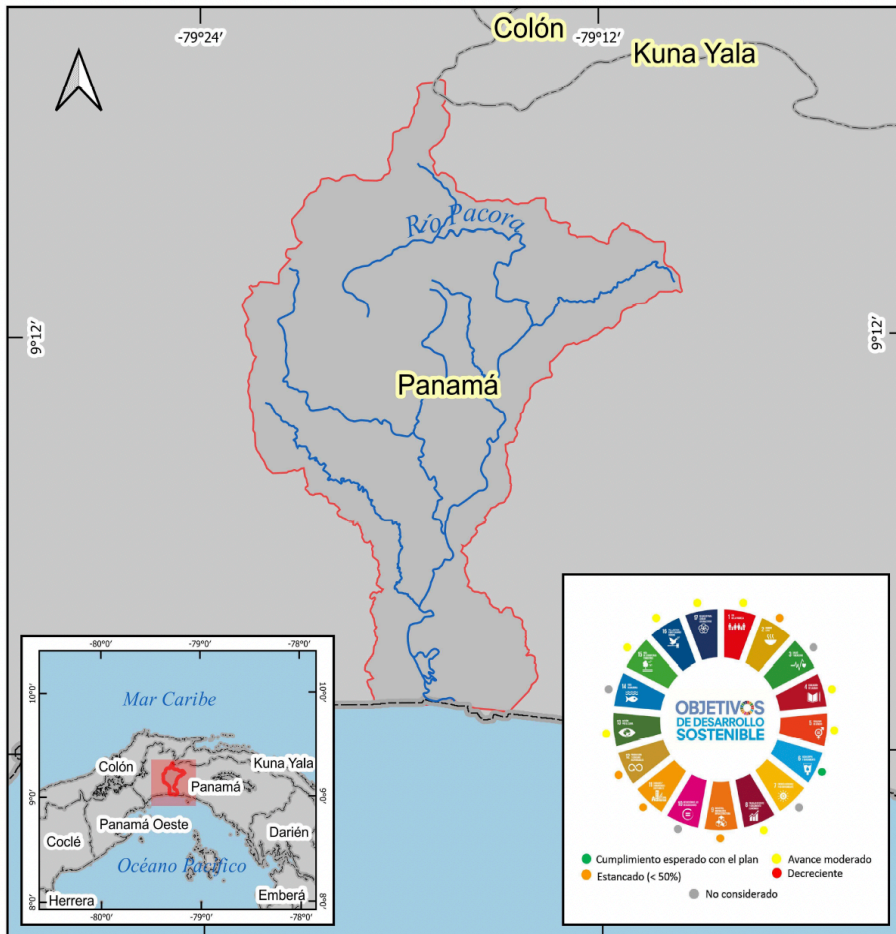 Colón
-79°24'
-79°12'
Kuna Yala
Río Pacora
9°12'
9°12'
Panamá
-80°0'
-79°0'
-78°0'
10°0'
10°0'
Mar Caribe
Colón
Kuna Yala
Panamá
9°0'
9°0'
Panamá Oeste
Coclé
Darién
Océano Pacífico
Emberá
Herrera
8°0'
8°0'
-80°0'
-79°0'
-78°0'
OBJETIVOS
DE DESARROLLO
SOSTENIBLE
Cumplimiento esperado con el plan
Avance moderado
Estancado (< 50%)
Decreciente
No considerado